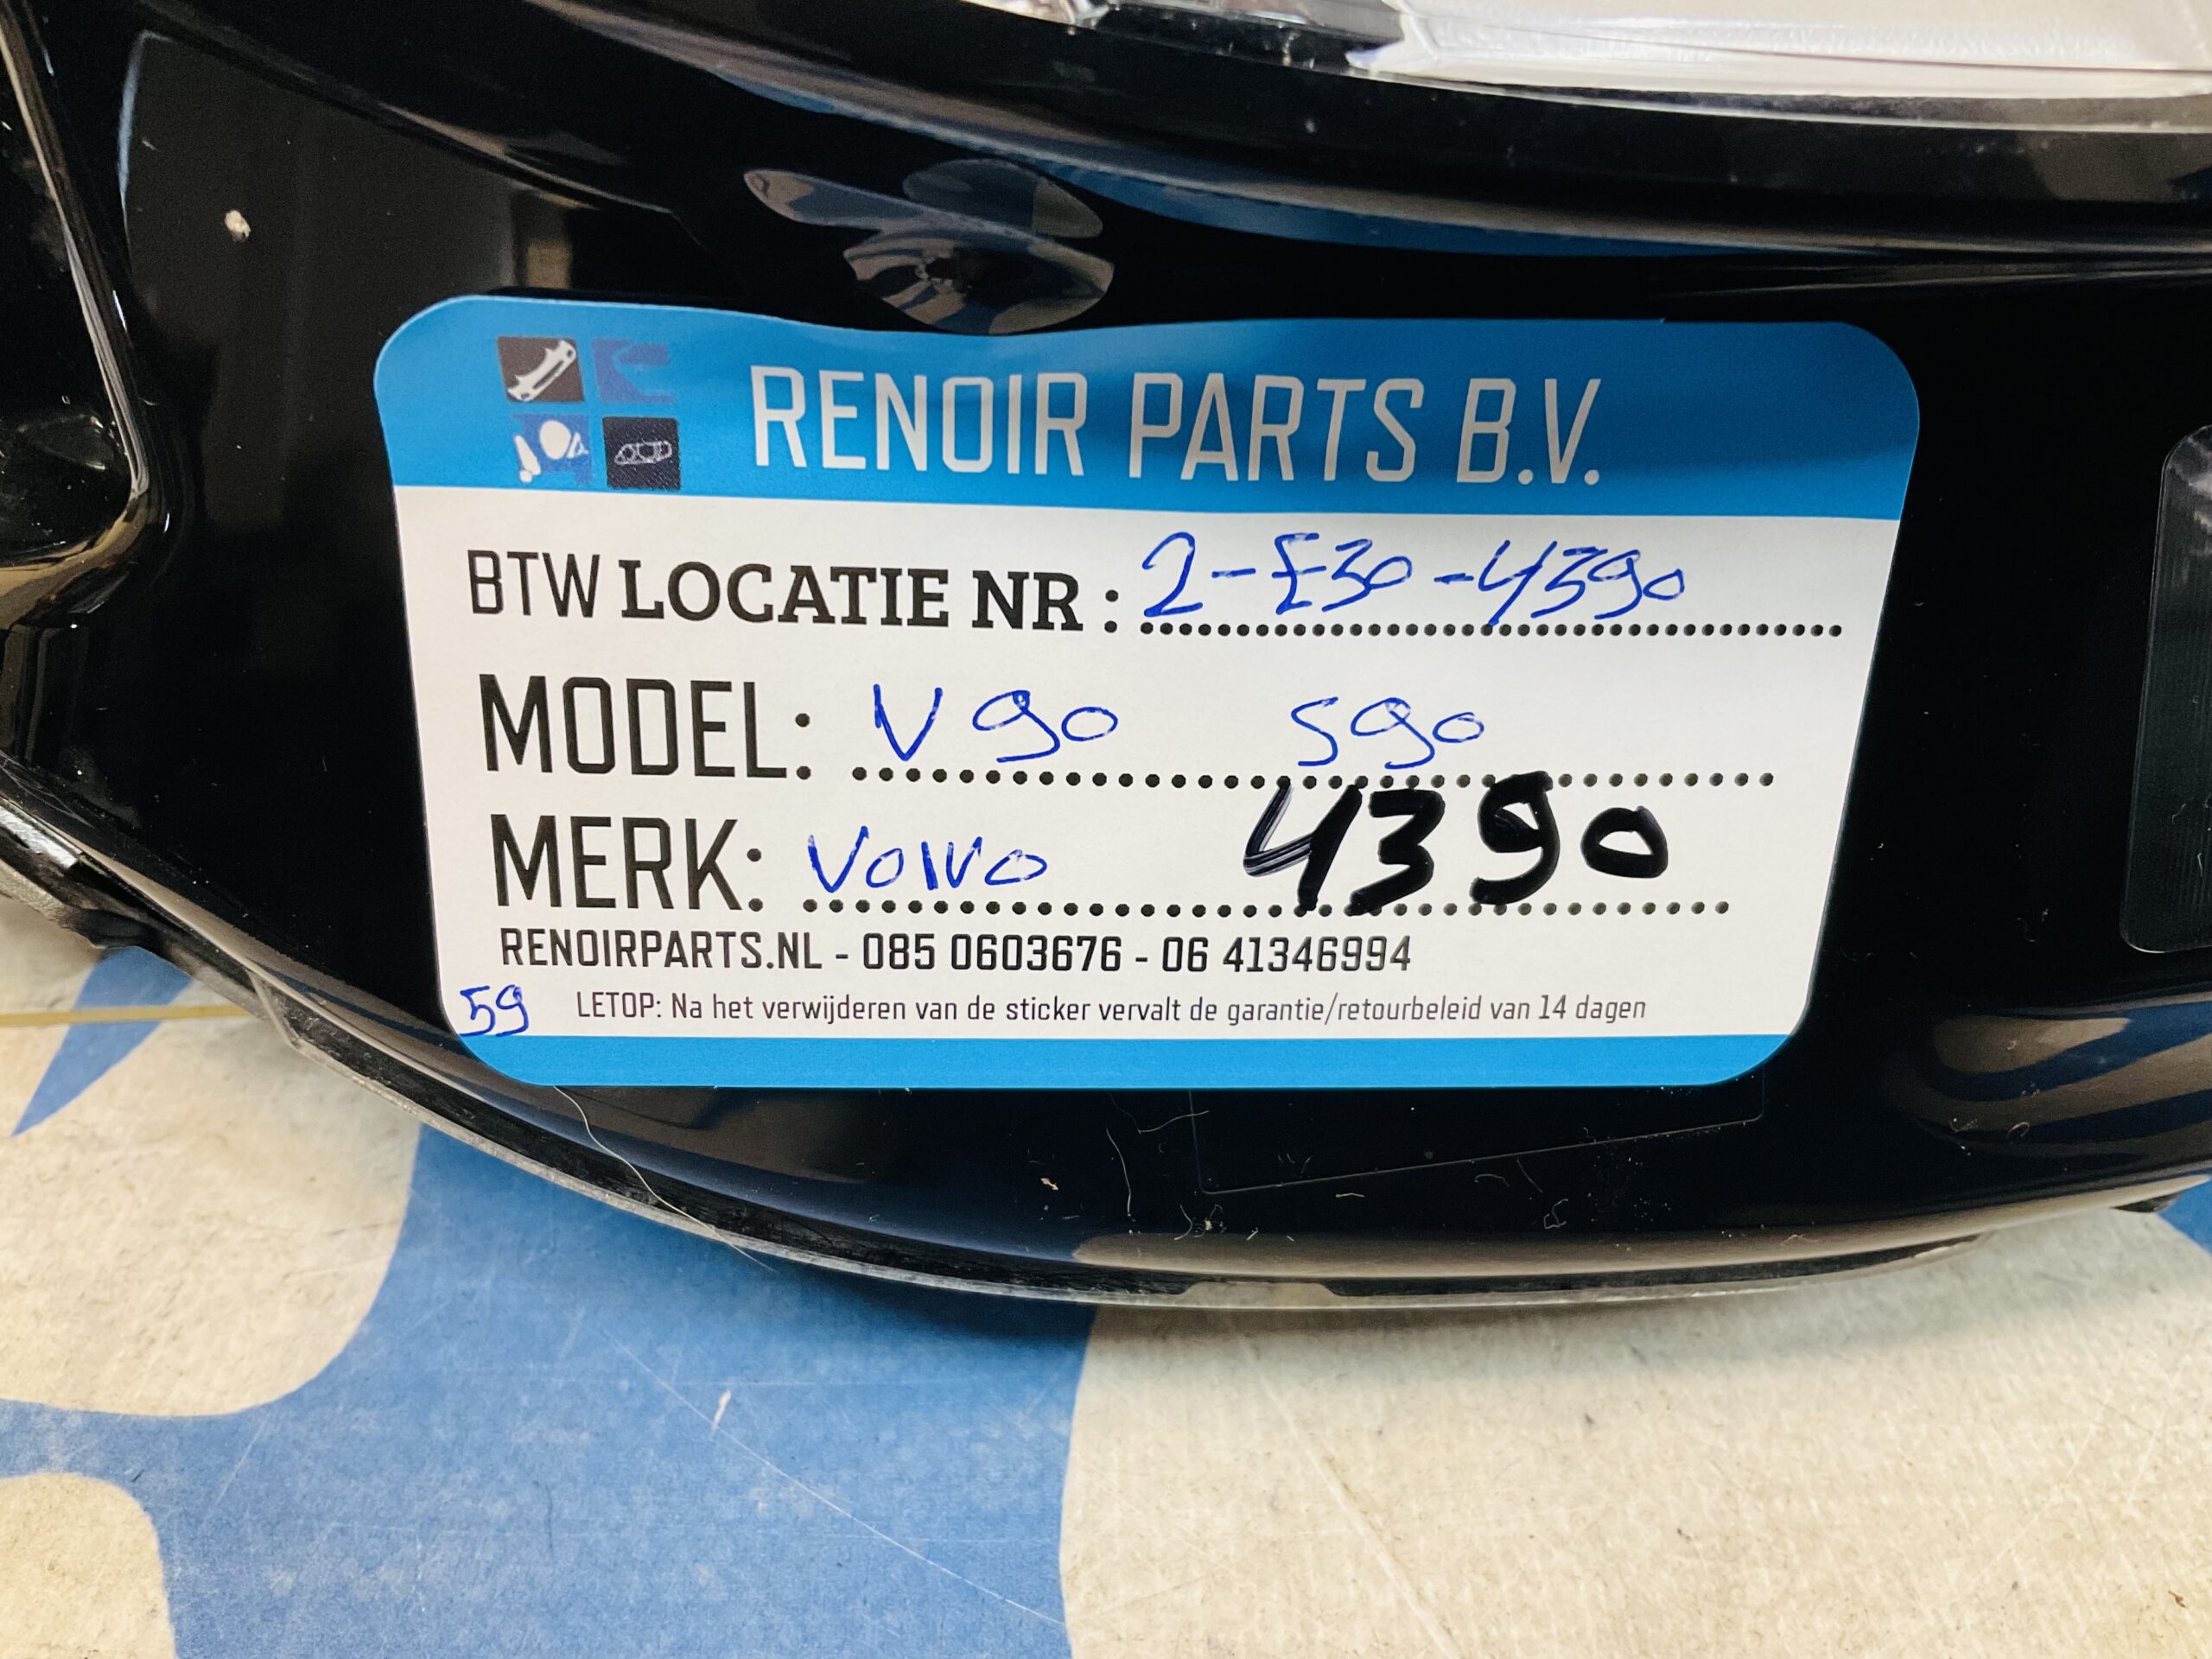 RENOIR PARTS B.V.
BTW LOCATIE NR : 2-E30-4390
MODEL: V90 S90
MERK: VOLVO 4390
RENOIRPARTS.NL - 085 0603676 - 06 41346994
59 LETOP: Na het verwijderen van de sticker vervalt de garantie/retourbeleid van 14 dagen